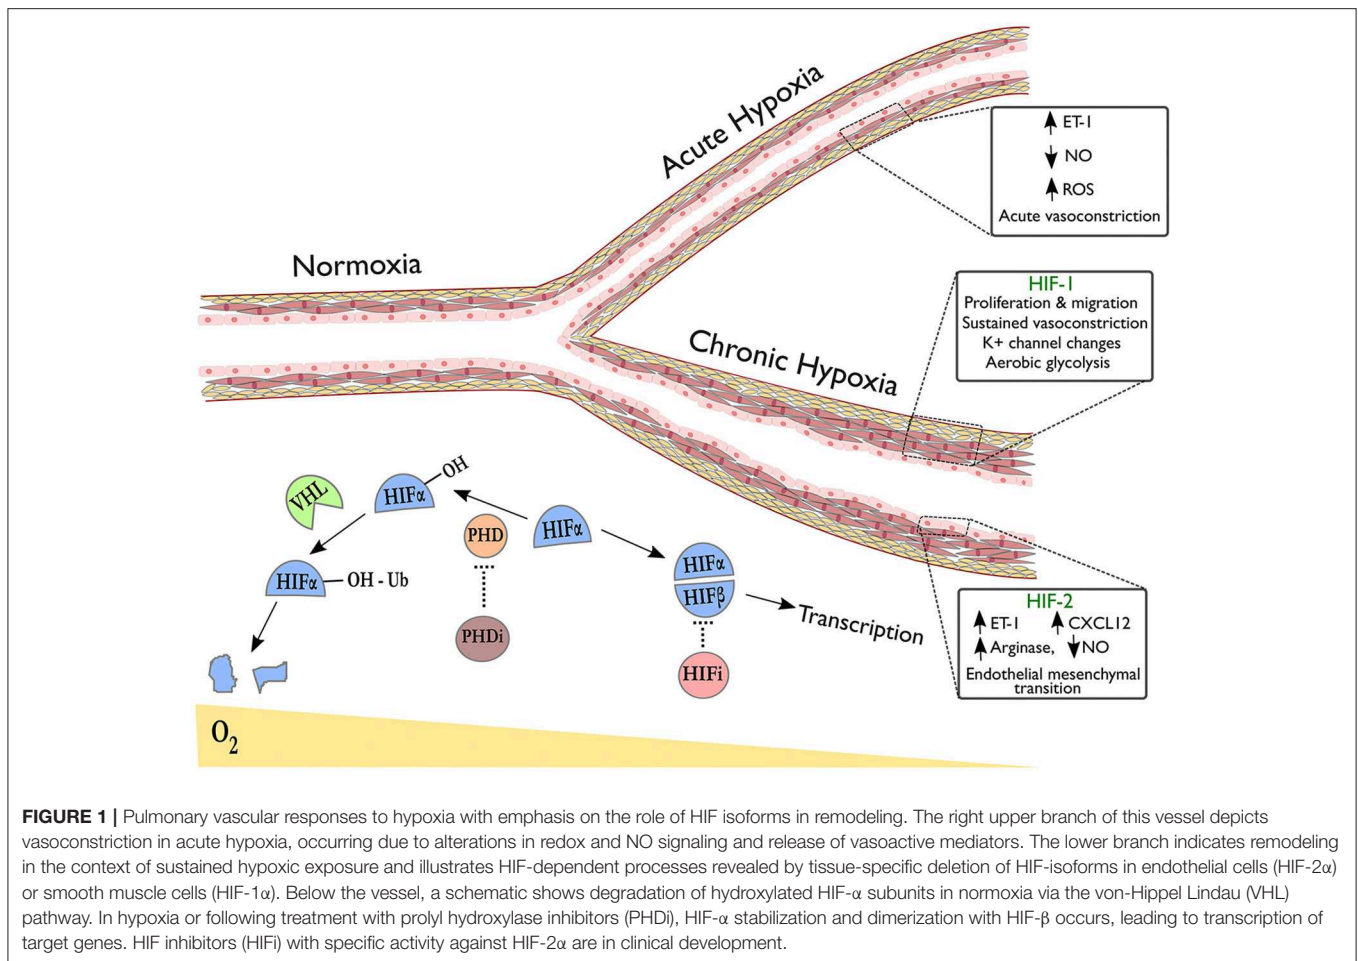 Acute Hypoxia
ET-1
NO
ROS
Acute vasoconstriction
Normoxia
HIF-1
Proliferation & migration
Sustained vasoconstriction
K+ channel changes
Aerobic glycolysis
Chronic Hypoxia
VHL
HIFα
OH
PHD
HIFα
HIFα
HIFβ
HIFα
OH - Ub
PHDi
HIFi
Transcription
HIF-2
ET-1
CXCL12
Arginase,
NO
Endothelial mesenchymal
transition
O2
FIGURE 1 | Pulmonary vascular responses to hypoxia with emphasis on the role of HIF isoforms in remodeling. The right upper branch of this vessel depicts
vasoconstriction in acute hypoxia, occurring due to alterations in redox and NO signaling and release of vasoactive mediators. The lower branch indicates remodeling
in the context of sustained hypoxic exposure and illustrates HIF-dependent processes revealed by tissue-specific deletion of HIF-isoforms in endothelial cells (HIF-2α)
or smooth muscle cells (HIF-1α). Below the vessel, a schematic shows degradation of hydroxylated HIF-α subunits in normoxia via the von-Hippel Lindau (VHL)
pathway. In hypoxia or following treatment with prolyl hydroxylase inhibitors (PHDi), HIF-α stabilization and dimerization with HIF-β occurs, leading to transcription of
target genes. HIF inhibitors (HIFi) with specific activity against HIF-2α are in clinical development.